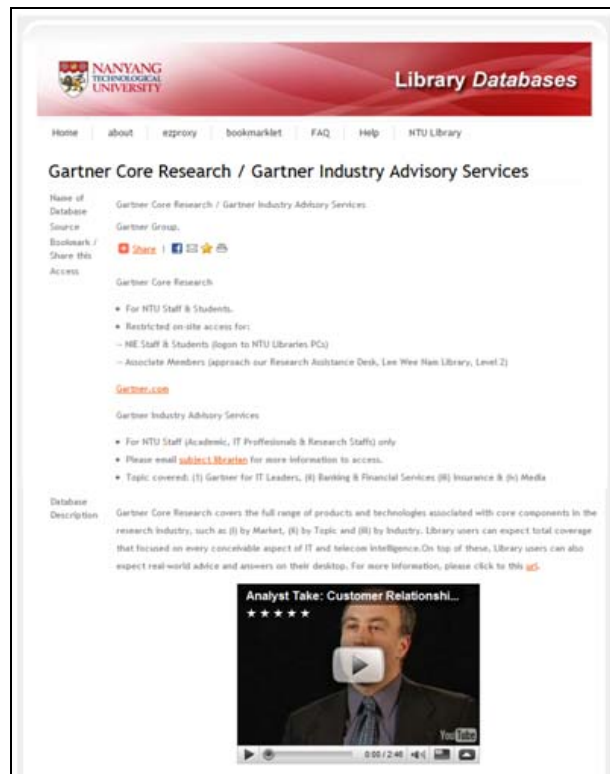 NANYANG
TECHNOLOGICAL
UNIVERSITY
Library Databases
Home about ezproxy bookmarklet FAQ Help NTU Library
Gartner Core Research / Gartner Industry Advisory Services
Name of
Database
Gartner Core Research / Gartner Industry Advisory Services
Source
Gartner Group.
Bookmark /
Share this
Share |
Access
Gartner Core Research
• For NTU Staff & Students.
• Restricted on-site access for:
-- NIE Staff & Students (logon to NTU Libraries PCs)
-- Associate Members (approach our Research Assistance Desk, Lee Wee Nam Library, Level 2)
Gartner.com
Gartner Industry Advisory Services
• For NTU Staff (Academic, IT Proffesionals & Research Staffs) only
• Please email subject librarian for more information to access.
• Topic covered: (i) Gartner for IT Leaders, (ii) Banking & Financial Services (iii) Insurance & (iv) Media
Database
Description
Gartner Core Research covers the full range of products and technologies associated with core components in the
research industry, such as (i) by Market, (ii) by Topic and (iii) by Industry. Library users can expect total coverage
that focused on every conceivable aspect of IT and telecom intelligence.On top of these, Library users can also
expect real-world advice and answers on their desktop. For more information, please click to this url.
Analyst Take: Customer Relationshi...
YouTube
0:00 / 2:46